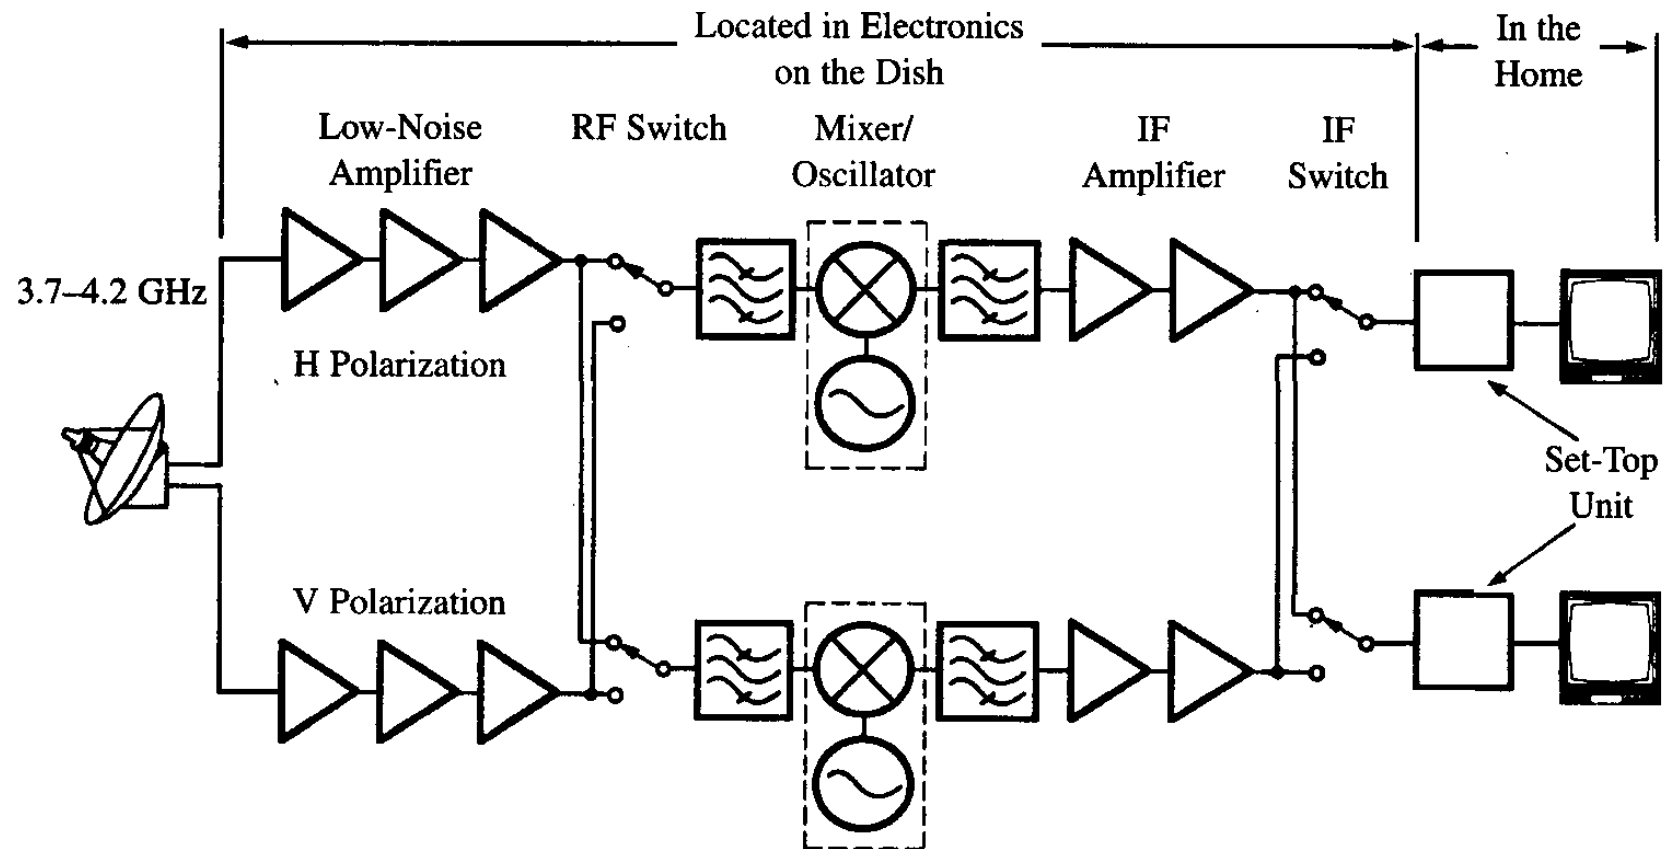 Located in Electronics
on the Dish
In the
Home
Low-Noise
Amplifier
RF Switch
Mixer/
Oscillator
IF
Amplifier
IF
Switch
3.7–4.2 GHz
H Polarization
Set-Top
Unit
V Polarization